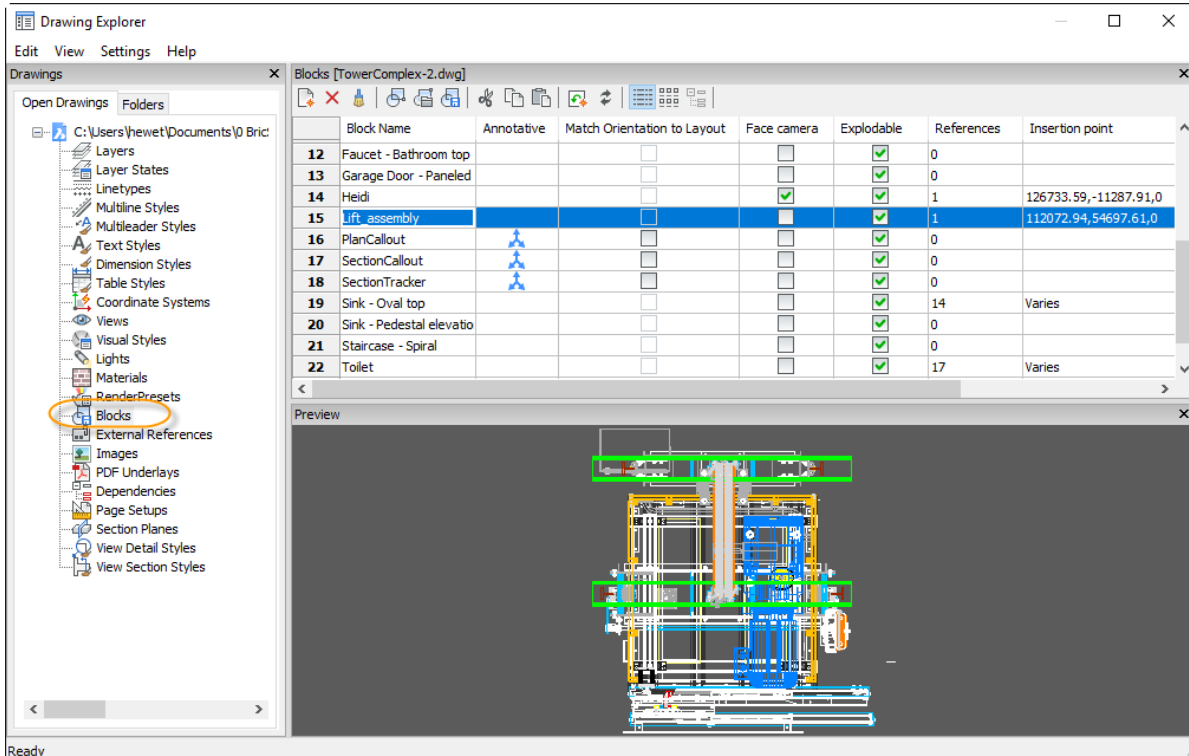 Drawing Explorer
Edit View Settings Help
Drawings
Open Drawings Folders
C:\Users\hewet\Documents\0 Bric
Layers
Layer States
Linetypes
Multiline Styles
Multileader Styles
Text Styles
Dimension Styles
Table Styles
Coordinate Systems
Views
Visual Styles
Lights
Materials
RenderPresets
Blocks
External References
Images
PDF Underlays
Dependencies
Page Setups
Section Planes
View Detail Styles
View Section Styles
Blocks [TowerComplex-2.dwg]
Block Name Annotative Match Orientation to Layout Face camera Explodable References Insertion point
12 Faucet - Bathroom top 0
13 Garage Door - Paneled 0
14 Heidi 1 126733.59,-11287.91,0
15 Lift_assembly 1 112072.94,54697.61,0
16 PlanCallout 0
17 SectionCallout 0
18 SectionTracker 0
19 Sink - Oval top 14 Varies
20 Sink - Pedestal elevatio 0
21 Staircase - Spiral 0
22 Toilet 17 Varies
Preview
Ready